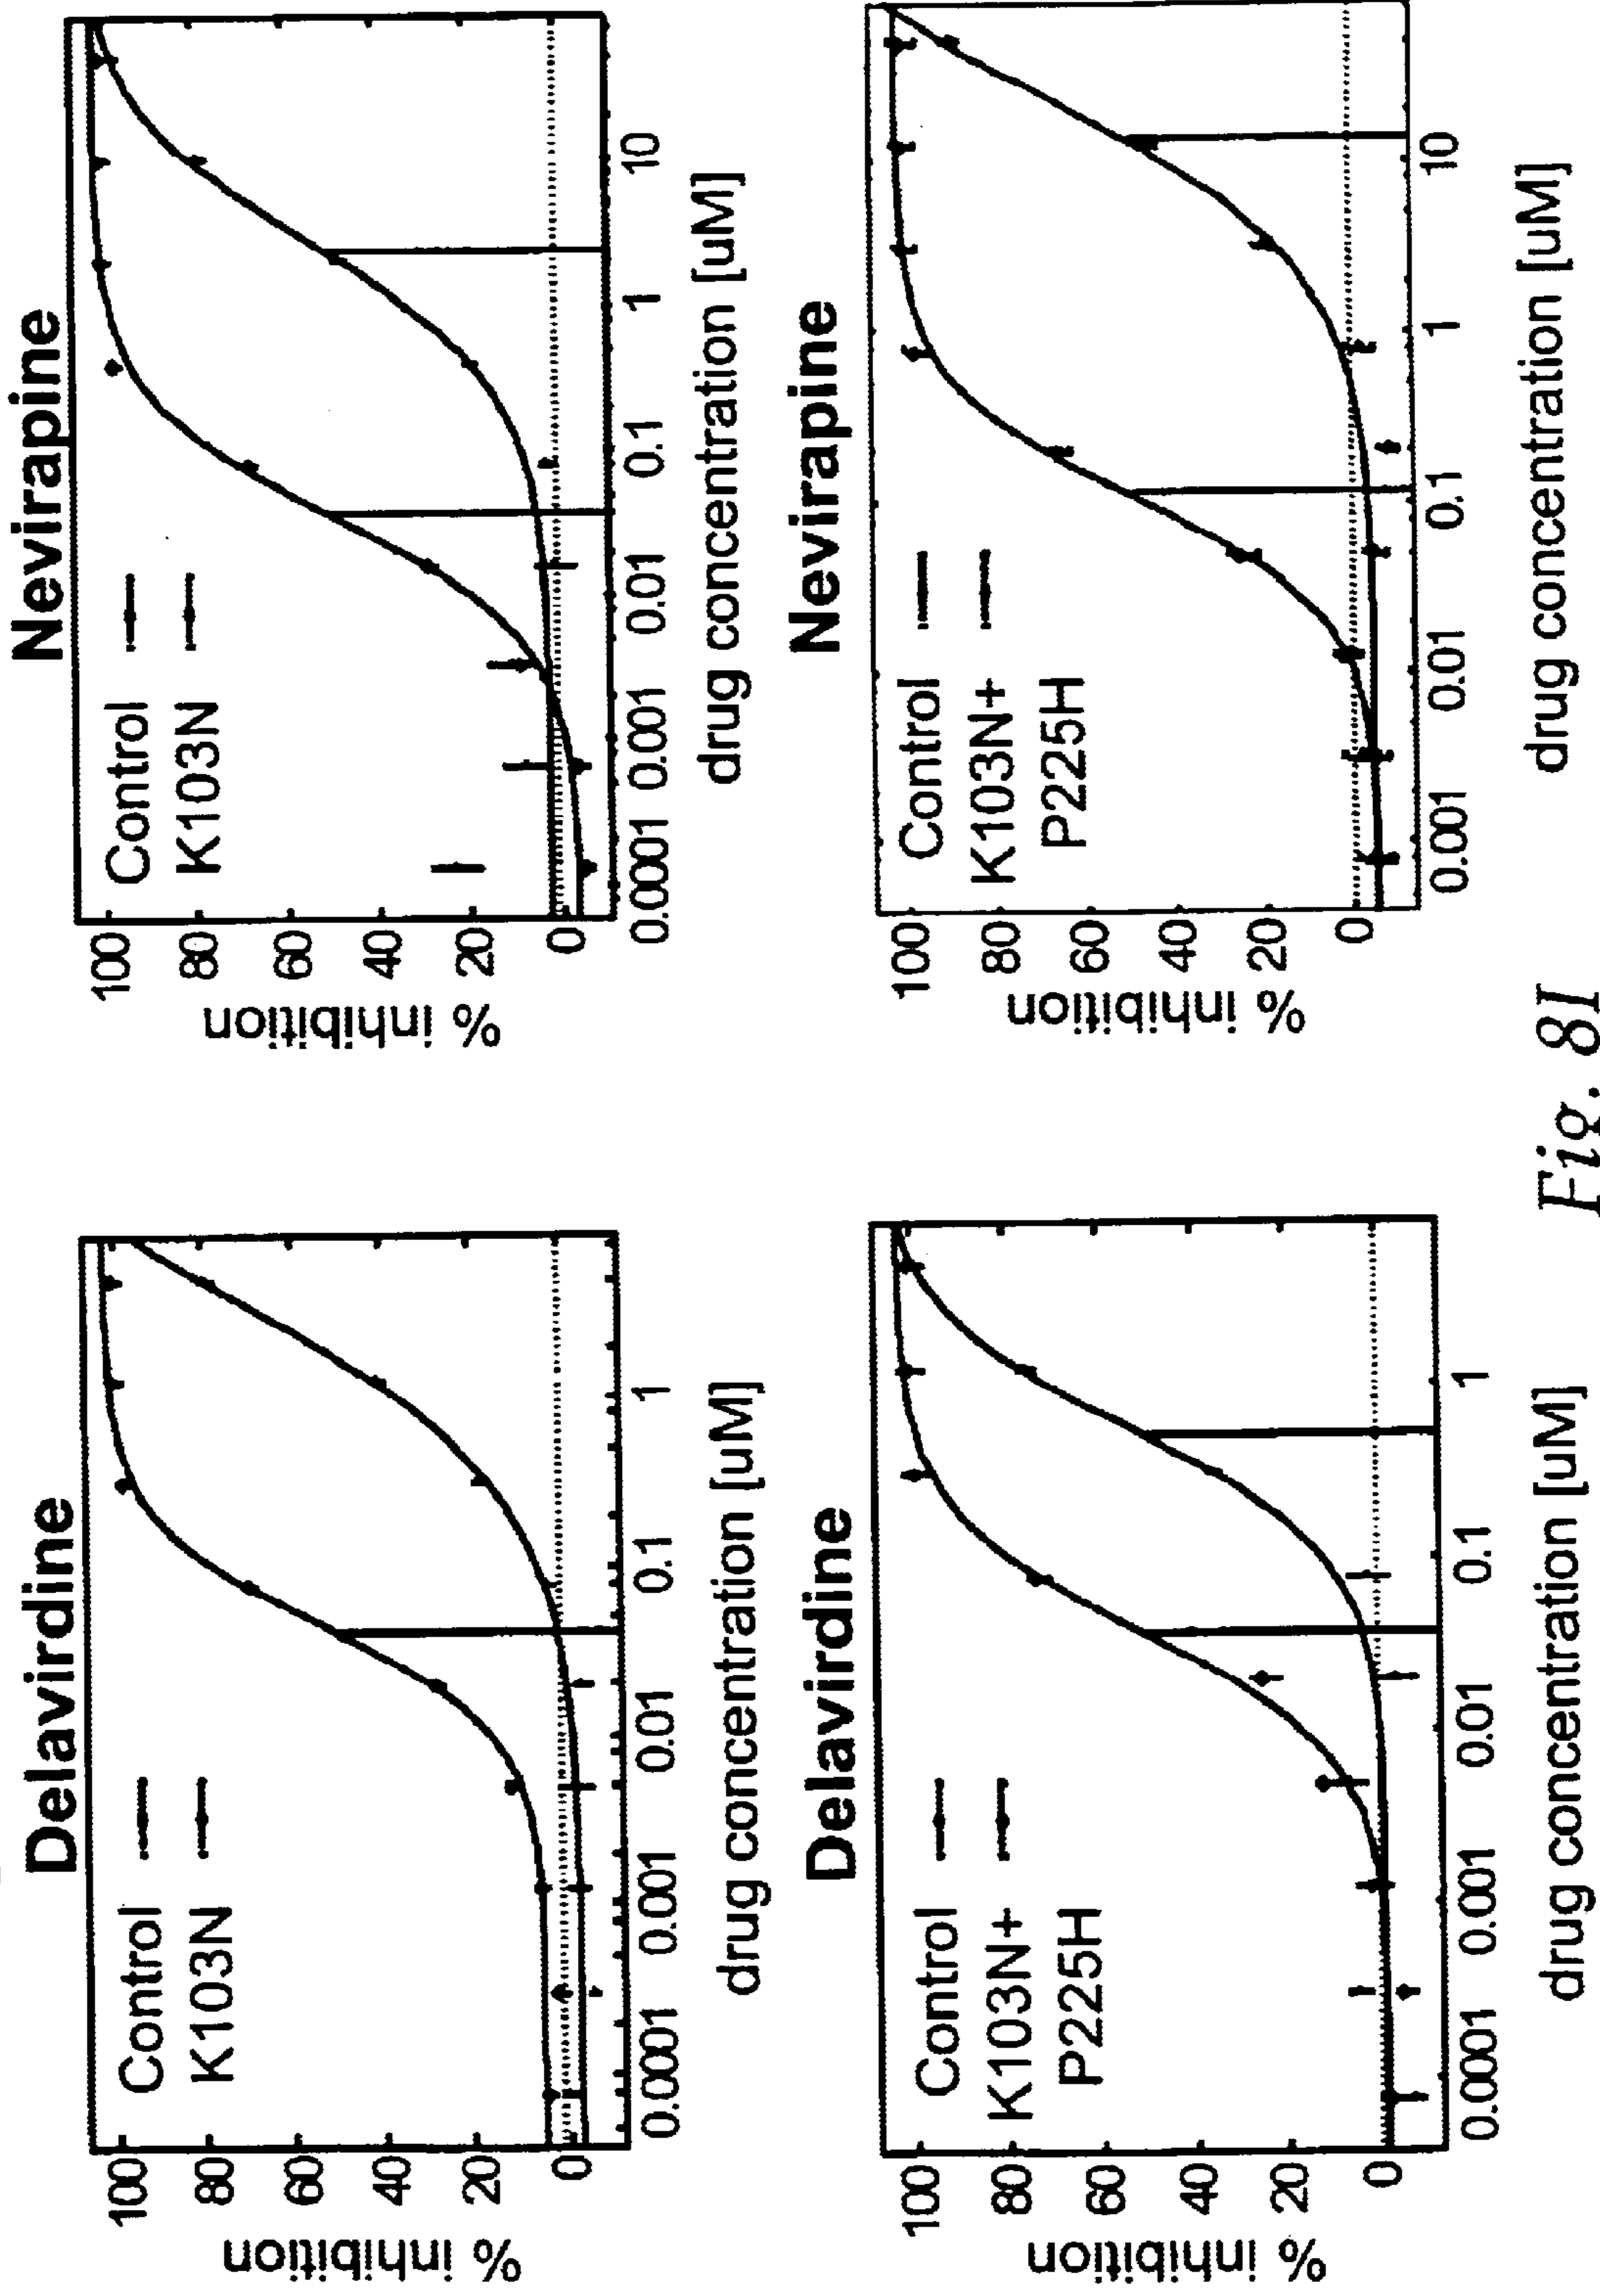 Delavirdine
Control
K103N
% inhibition
100
80
60
40
20
0
0.0001 0.001 0.01 0.1 1
drug concentration [uM]
Nevirapine
Control
K103N
% inhibition
100
80
60
40
20
0
0.0001 0.001 0.01 0.1 1 10
drug concentration [uM]
Delavirdine
Control
K103N+
P225H
% inhibition
100
80
60
40
20
0
0.0001 0.001 0.01 0.1 1
drug concentration [uM]
Nevirapine
Control
K103N+
P225H
% inhibition
100
80
60
40
20
0
0.001 0.01 0.1 1 10
drug concentration [uM]
Fig. 8I